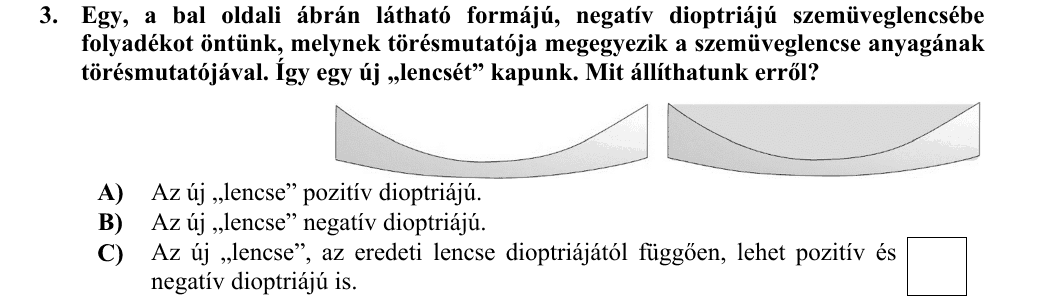 3. Egy, a bal oldali ábrán látható formájú, negatív dioptriájú szemüveglencsébe
folyadékot öntünk, melynek törésmutatója megegyezik a szemüveglencse anyagának
törésmutatójával. Így egy új „lencsét” kapunk. Mit állíthatunk erről?
A) Az új „lencse” pozitív dioptriájú.
B) Az új „lencse” negatív dioptriájú.
C) Az új „lencse”, az eredeti lencse dioptriájától függően, lehet pozitív és
negatív dioptriájú is.